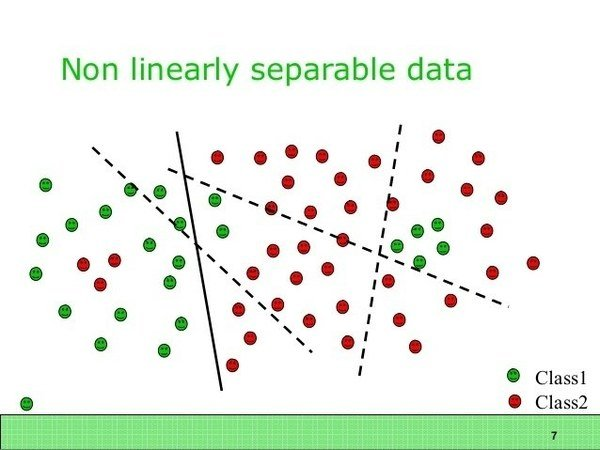 Non linearly separable data
Class1
Class2
7